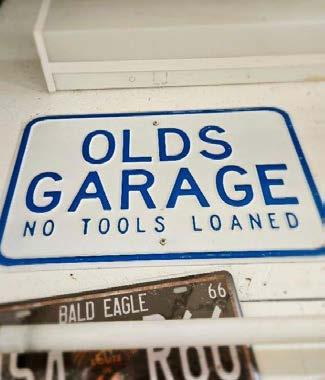 OLDS
GARAGE
NO TOOLS LOANED
BALD EAGLE 66